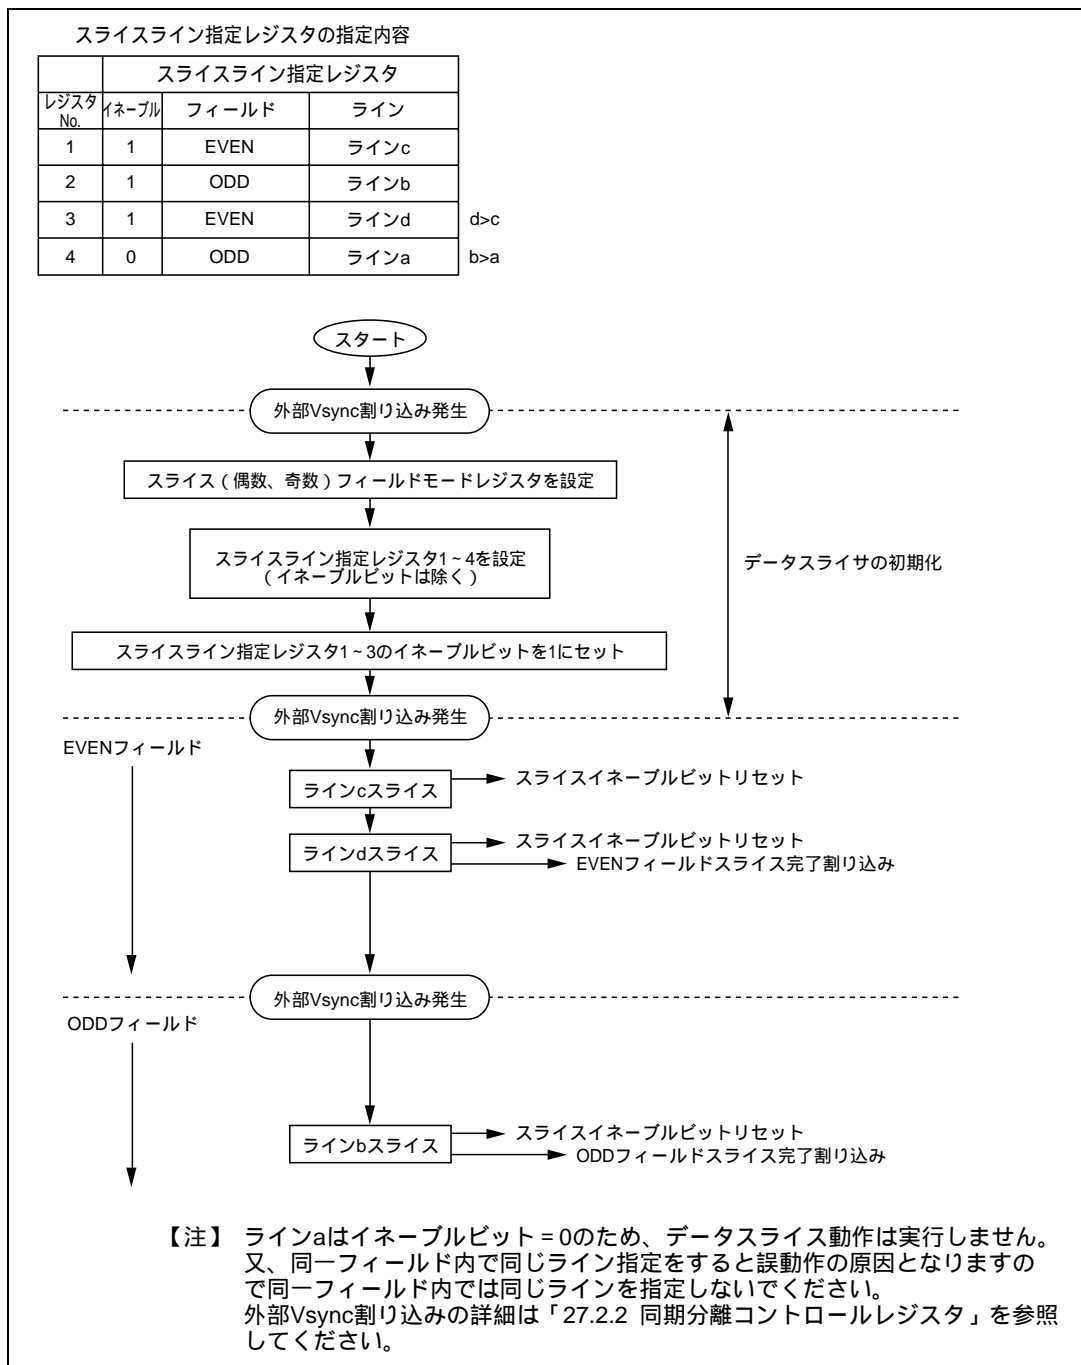 スライスライン指定レジスタの指定内容
スライスライン指定レジスタ
レジスタ No. イネーブル フィールド ライン
1 1 EVEN ラインc
2 1 ODD ラインb
3 1 EVEN ラインd d>c
4 0 ODD ラインa b>a
スタート
外部Vsync割り込み発生
スライス（偶数、奇数）フィールドモードレジスタを設定
スライスライン指定レジスタ1~4を設定
（イネーブルビットは除く）
データスライサの初期化
スライスライン指定レジスタ1~3のイネーブルビットを1にセット
外部Vsync割り込み発生
EVENフィールド
ラインcスライス スライスイネーブルビットリセット
ラインdスライス スライスイネーブルビットリセット
EVENフィールドスライス完了割り込み
外部Vsync割り込み発生
ODDフィールド
ラインbスライス スライスイネーブルビットリセット
ODDフィールドスライス完了割り込み
【注】 ラインaはイネーブルビット = 0のため、データスライス動作は実行しません。
又、同一フィールド内で同じライン指定をすると誤動作の原因となりますの
で同一フィールド内では同じラインを指定しないでください。
外部Vsync割り込みの詳細は「27.2.2 同期分離コントロールレジスタ」を参照
してください。